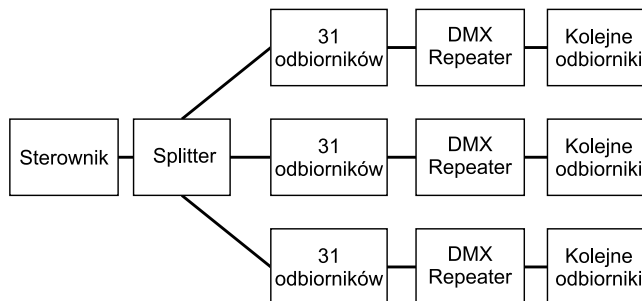 31
odbiorników
DMX
Repeater
Kolejne
odbiorniki
Sterownik
Splitter
31
odbiorników
DMX
Repeater
Kolejne
odbiorniki
31
odbiorników
DMX
Repeater
Kolejne
odbiorniki